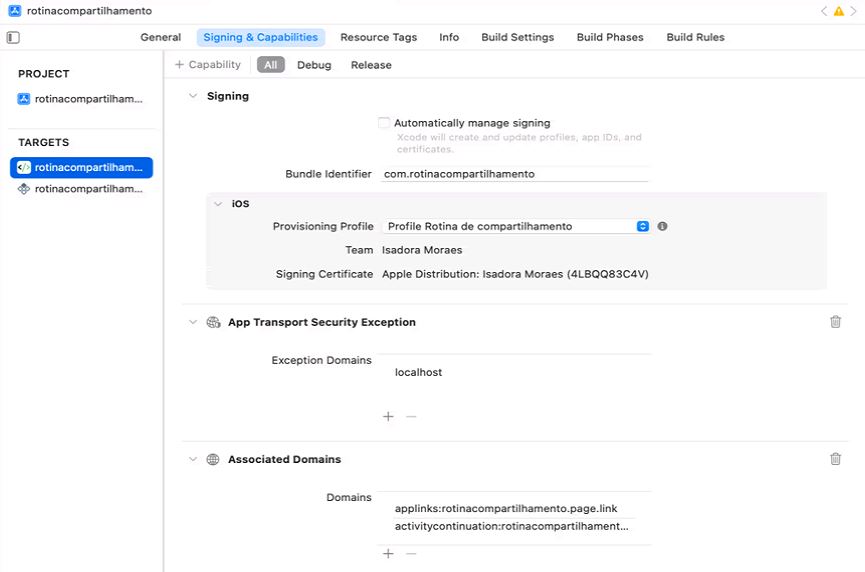 rotinacompartilhamento
General Signing & Capabilities Resource Tags Info Build Settings Build Phases Build Rules
PROJECT
rotinacompartilham...
TARGETS
rotinacompartilham...
rotinacompartilham...
+ Capability All Debug Release
Signing
Automatically manage signing
Xcode will create and update profiles, app IDs, and
certificates.
Bundle Identifier com.rotinacompartilhamento
iOS
Provisioning Profile Profile Rotina de compartilhamento
Team Isadora Moraes
Signing Certificate Apple Distribution: Isadora Moraes (4LBQQ83C4V)
App Transport Security Exception
Exception Domains
localhost
+ −
Associated Domains
Domains
applinks:rotinacompartilhamento.page.link
activitycontinuation:rotinacompartilhament...
+ −